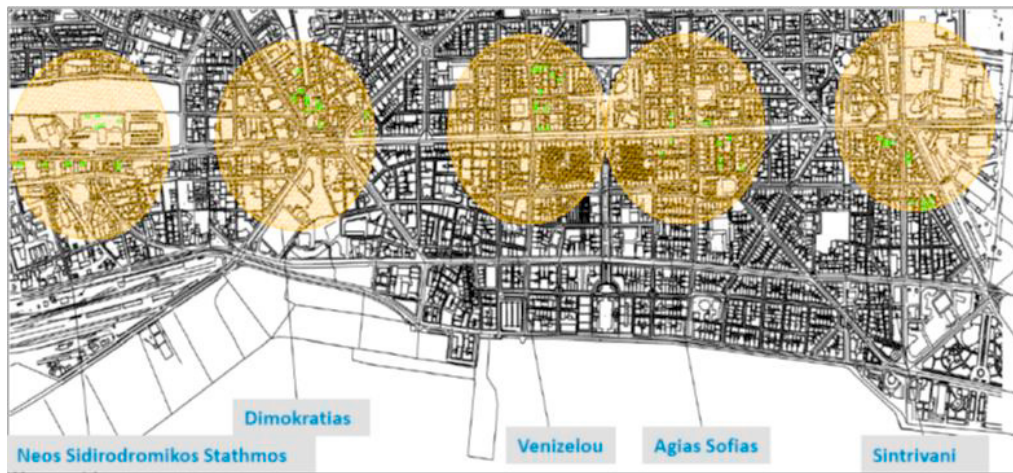 Dimokratias
Neos Sidirodromikos Stathmos
Venizelou
Agias Sofias
Sintrivani